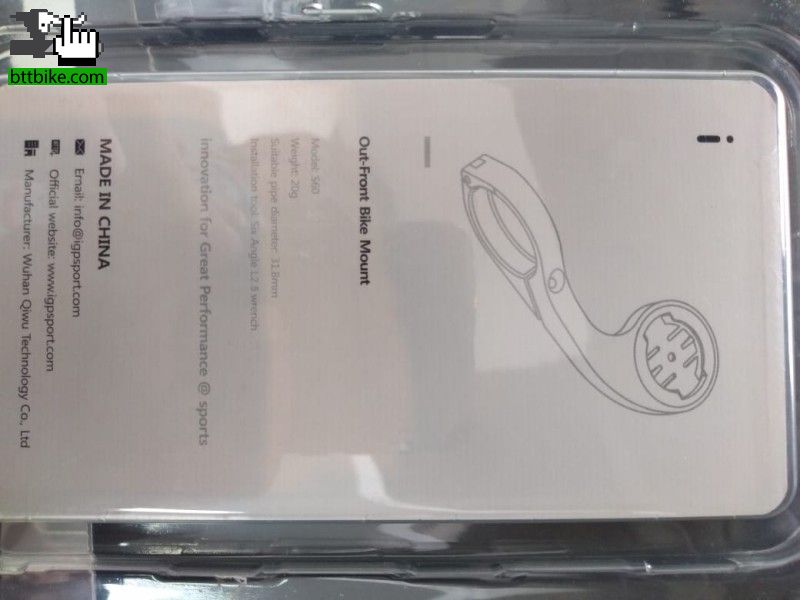 bttbike.com
Out-Front Bike Mount
Model: S60
Weight: 20g
Suitable pipe diameter: 31.8mm
Installation tool: Six Angle L2.5 wrench
innovation for Great Performance @ sports
MADE IN CHINA
Email: info@igpsport.com
Official website: www.igpsport.com
Manufacturer: Wuhan Qiwu Technology Co., Ltd